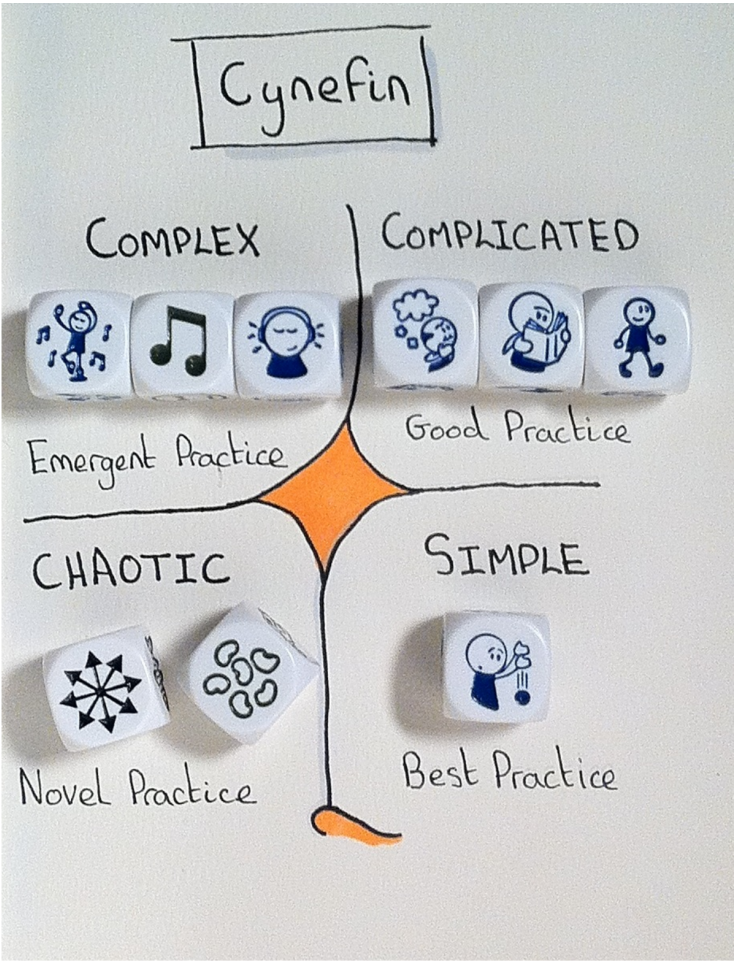 Cynefin
COMPLEX
COMPLICATED
Emergent Practice
Good Practice
CHAOTIC
SIMPLE
Novel Practice
Best Practice